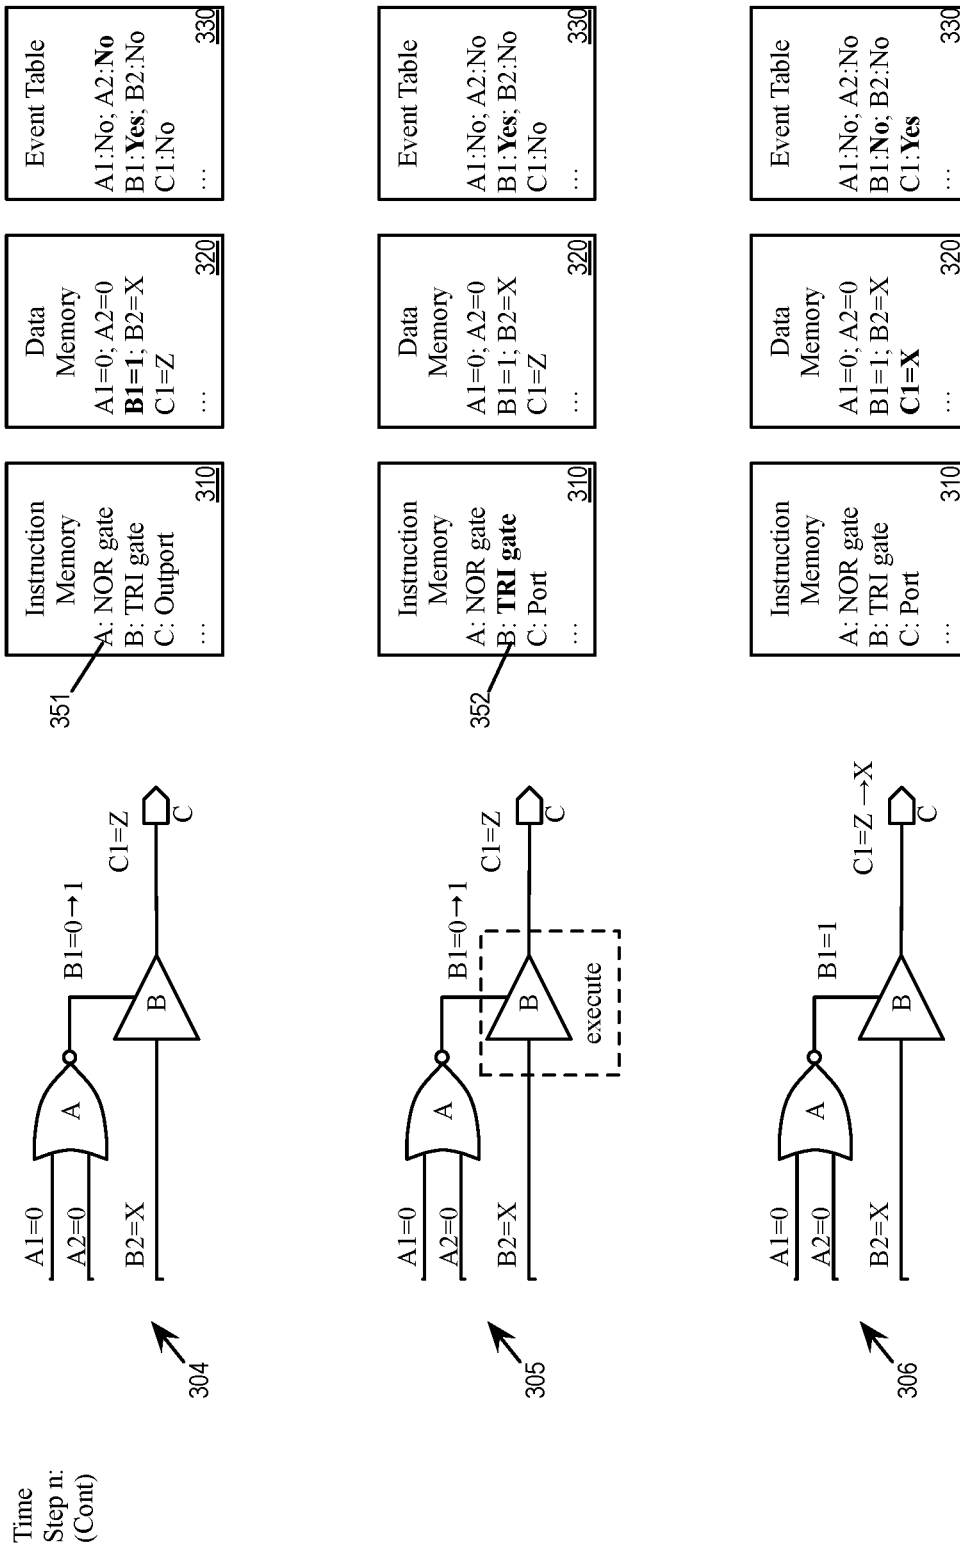 Time
Step n:
(Cont)
304
A1=0
A2=0
B2=X
A
B
B1=0→1
C1=Z
C
351
Instruction
Memory
A: NOR gate
B: TRI gate
C: Outport
...
310
Data
Memory
A1=0; A2=0
B1=1; B2=X
C1=Z
...
320
Event Table
A1:No; A2:No
B1:Yes; B2:No
C1:No
...
330
305
A1=0
A2=0
B2=X
A
B
execute
B1=0→1
C1=Z
C
352
Instruction
Memory
A: NOR gate
B: TRI gate
C: Port
...
310
Data
Memory
A1=0; A2=0
B1=1; B2=X
C1=Z
...
320
Event Table
A1:No; A2:No
B1:Yes; B2:No
C1:No
...
330
306
A1=0
A2=0
B2=X
A
B
B1=1
C1=Z →X
C
Instruction
Memory
A: NOR gate
B: TRI gate
C: Port
...
310
Data
Memory
A1=0; A2=0
B1=1; B2=X
C1=X
...
320
Event Table
A1:No; A2:No
B1:No; B2:No
C1:Yes
...
330